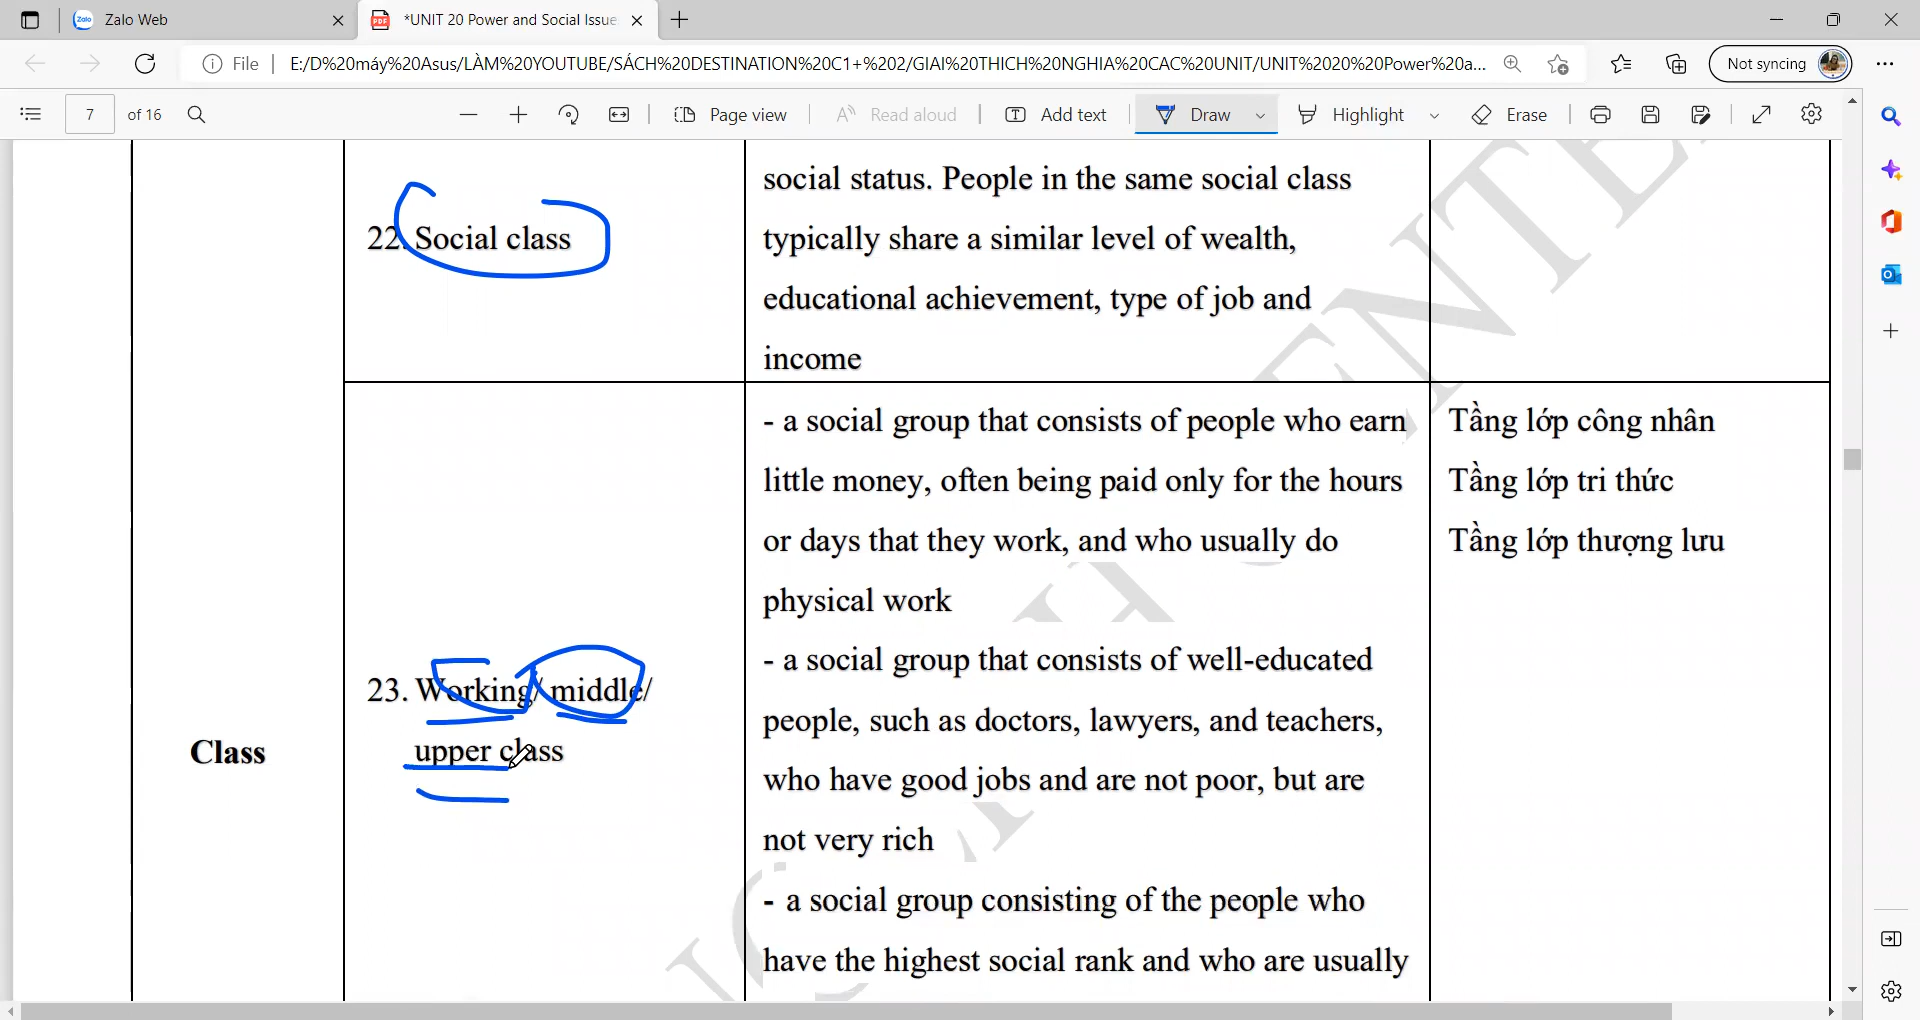 Zalo Web
*UNIT 20 Power and Social Issue
File
E:/D%20máy%20Asus/LÀM%20YOUTUBE/SÁCH%20DESTINATION%20C1+%202/GIAI%20THICH%20NGHIA%20CAC%20UNIT/UNIT%2020%20Power%20a...
Not syncing
7 of 16
Page view
Read aloud
Add text
Draw
Highlight
Erase
social status. People in the same social class
22. Social class
typically share a similar level of wealth,
educational achievement, type of job and
income
- a social group that consists of people who earn
little money, often being paid only for the hours
or days that they work, and who usually do
physical work
Tầng lớp công nhân
Tầng lớp tri thức
Tầng lớp thượng lưu
Class
23. Working/ middle/
upper class
- a social group that consists of well-educated
people, such as doctors, lawyers, and teachers,
who have good jobs and are not poor, but are
not very rich
- a social group consisting of the people who
have the highest social rank and who are usually